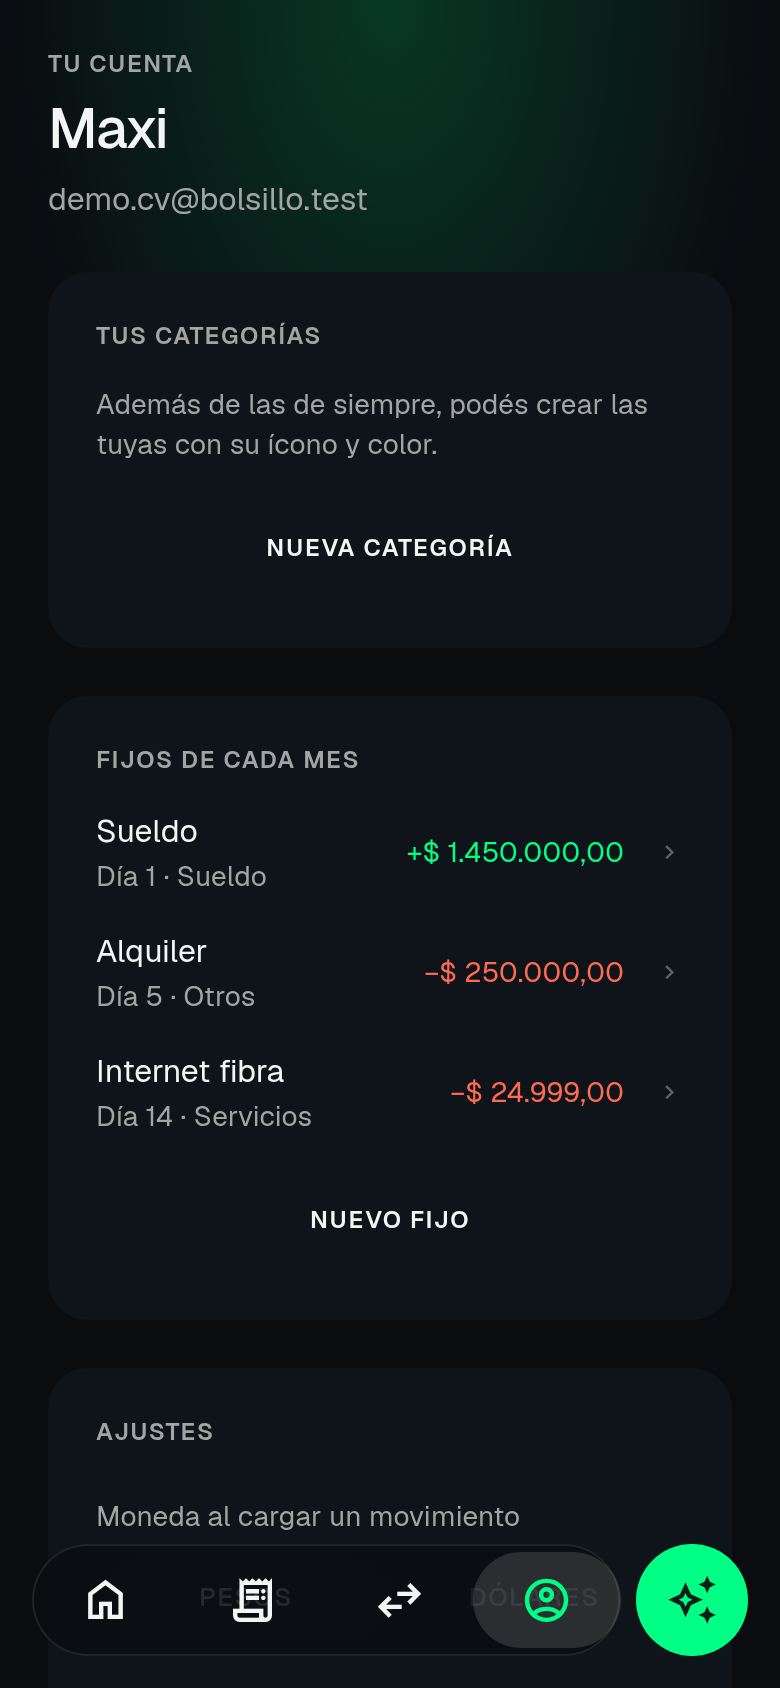 TU CUENTA
Maxi
demo.cv@bolsillo.test
TUS CATEGORÍAS
Además de las de siempre, podés crear las
tuyas con su ícono y color.
NUEVA CATEGORÍA
FIJOS DE CADA MES
Sueldo
+$ 1.450.000,00
Día 1 · Sueldo
Alquiler
−$ 250.000,00
Día 5 · Otros
Internet fibra
−$ 24.999,00
Día 14 · Servicios
NUEVO FIJO
AJUSTES
Moneda al cargar un movimiento